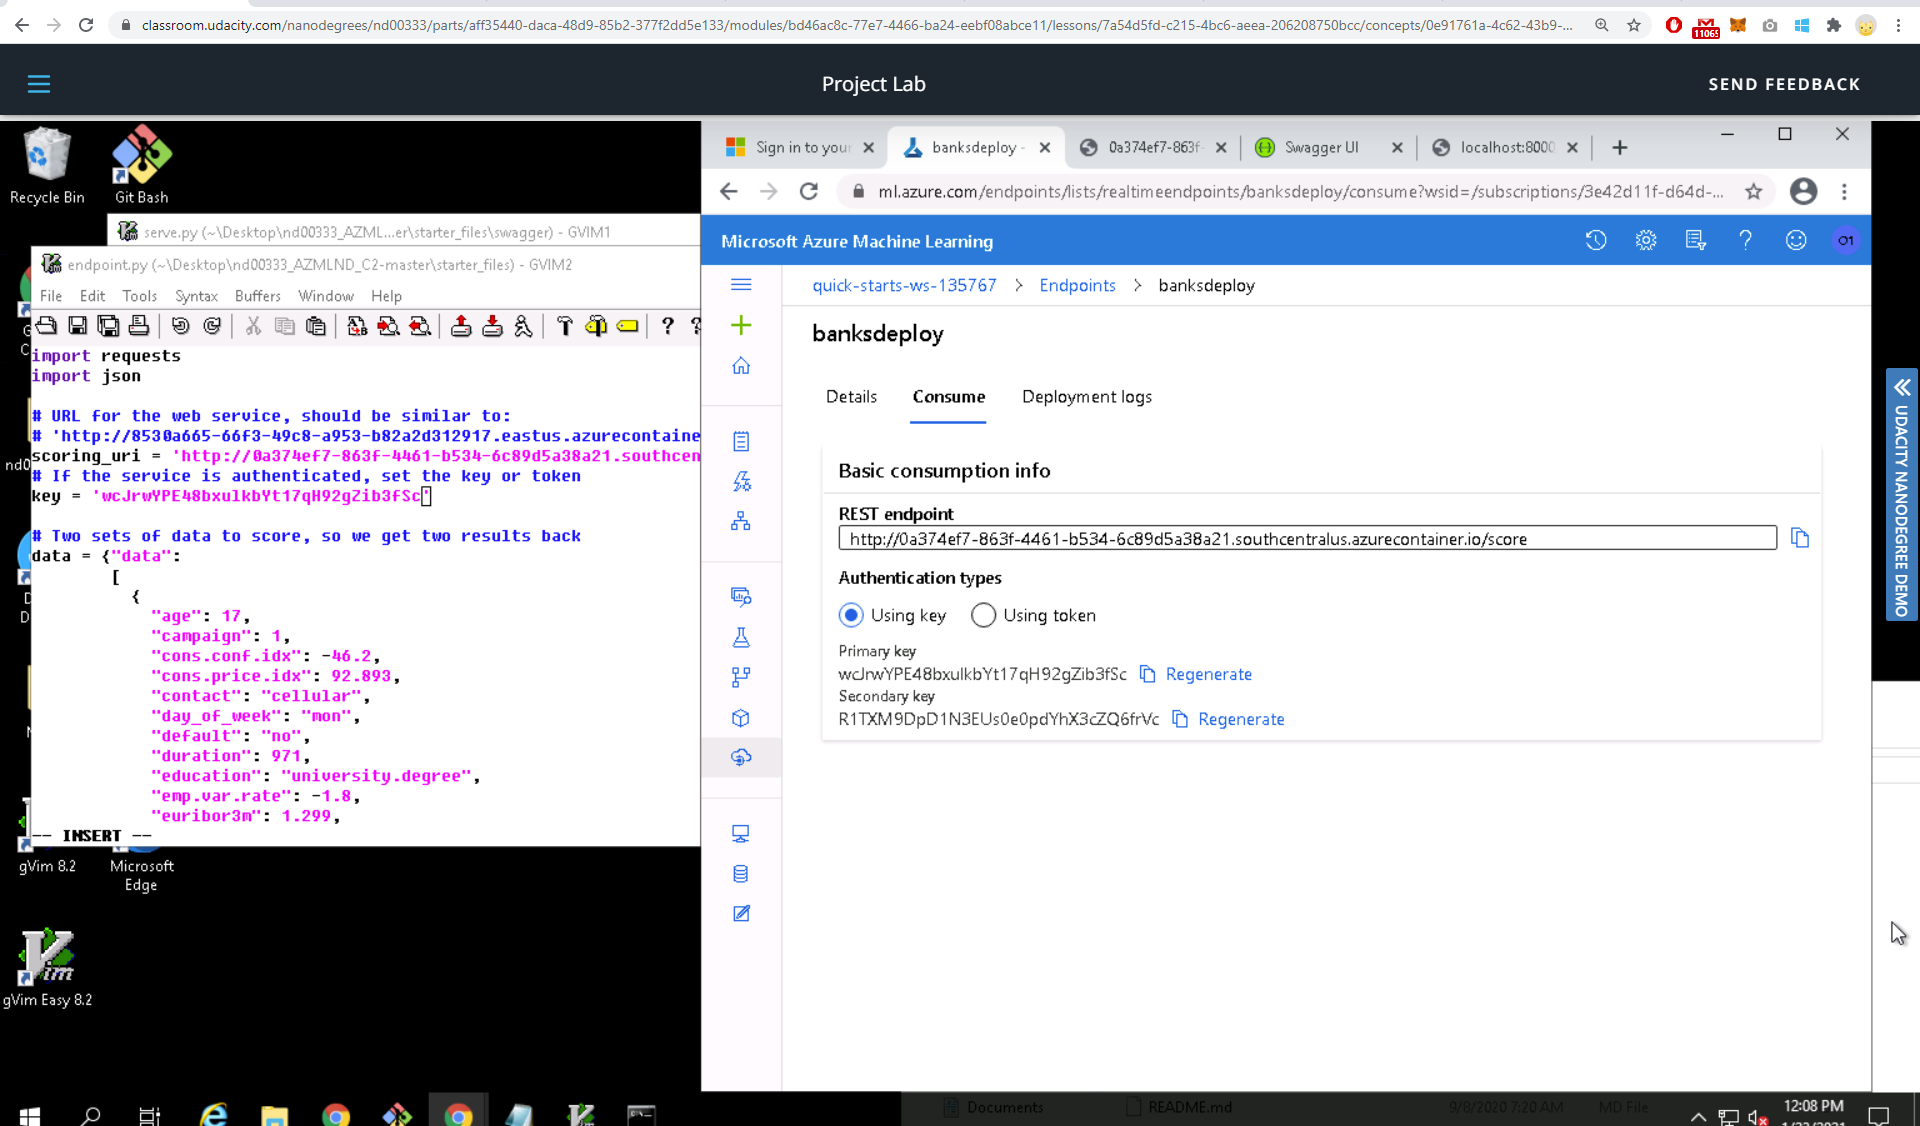 classroom.udacity.com/nanodegrees/nd00333/parts/aff35440-daca-48d9-85b2-377f2dd5e133/modules/bd46ac8c-77e7-4466-ba24-eebf08abce11/lessons/7a54d5fd-c215-4bc6-aeea-206208750bcc/concepts/0e91761a-4c62-43b9-...
11065
Project Lab
SEND FEEDBACK
Recycle Bin
Git Bash
serve.py (~\Desktop\nd00333_AZML...er\starter_files\swagger) - GVIM1
endpoint.py (~\Desktop\nd00333_AZMLND_C2-master\starter_files) - GVIM2
File Edit Tools Syntax Buffers Window Help
import requests
import json
# URL for the web service, should be similar to:
# 'http://8530a665-66f3-49c8-a953-b82a2d312917.eastus.azurecontaine
scoring_uri = 'http://0a374ef7-863f-4461-b534-6c89d5a38a21.southcen
# If the service is authenticated, set the key or token
key = 'wcJrwYPE48bxulkbYt17qH92gZib3fSc'
# Two sets of data to score, so we get two results back
data = {"data":
[
{
"age": 17,
"campaign": 1,
"cons.conf.idx": -46.2,
"cons.price.idx": 92.893,
"contact": "cellular",
"day_of_week": "mon",
"default": "no",
"duration": 971,
"education": "university.degree",
"emp.var.rate": -1.8,
"euribor3m": 1.299,
-- INSERT --
gVim 8.2
Microsoft
Edge
gVim Easy 8.2
Sign in to your
banksdeploy -
0a374ef7-863f-
Swagger UI
localhost:8000
ml.azure.com/endpoints/lists/realtimeendpoints/banksdeploy/consume?wsid=/subscriptions/3e42d11f-d64d-...
Microsoft Azure Machine Learning
O1
quick-starts-ws-135767 > Endpoints > banksdeploy
banksdeploy
Details Consume Deployment logs
Basic consumption info
REST endpoint
http://0a374ef7-863f-4461-b534-6c89d5a38a21.southcentralus.azurecontainer.io/score
Authentication types
Using key Using token
Primary key
wcJrwYPE48bxulkbYt17qH92gZib3fSc Regenerate
Secondary key
R1TXM9DpD1N3EUs0e0pdYhX3cZQ6frVc Regenerate
UDACITY NANODEGREE DEMO
Documents README.md 9/8/2020 7:20 AM MD File
12:08 PM